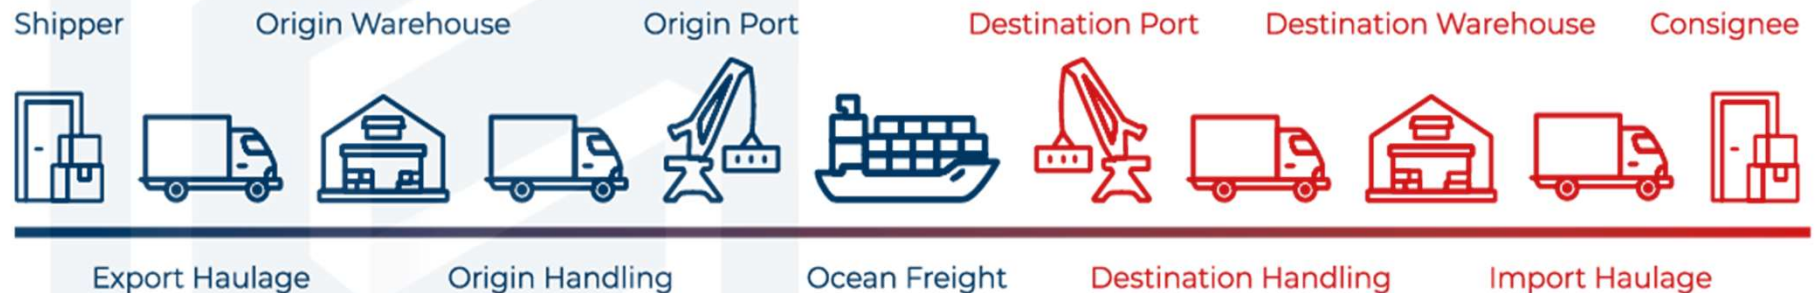 Shipper Origin Warehouse Origin Port Destination Port Destination Warehouse Consignee
Export Haulage Origin Handling Ocean Freight Destination Handling Import Haulage